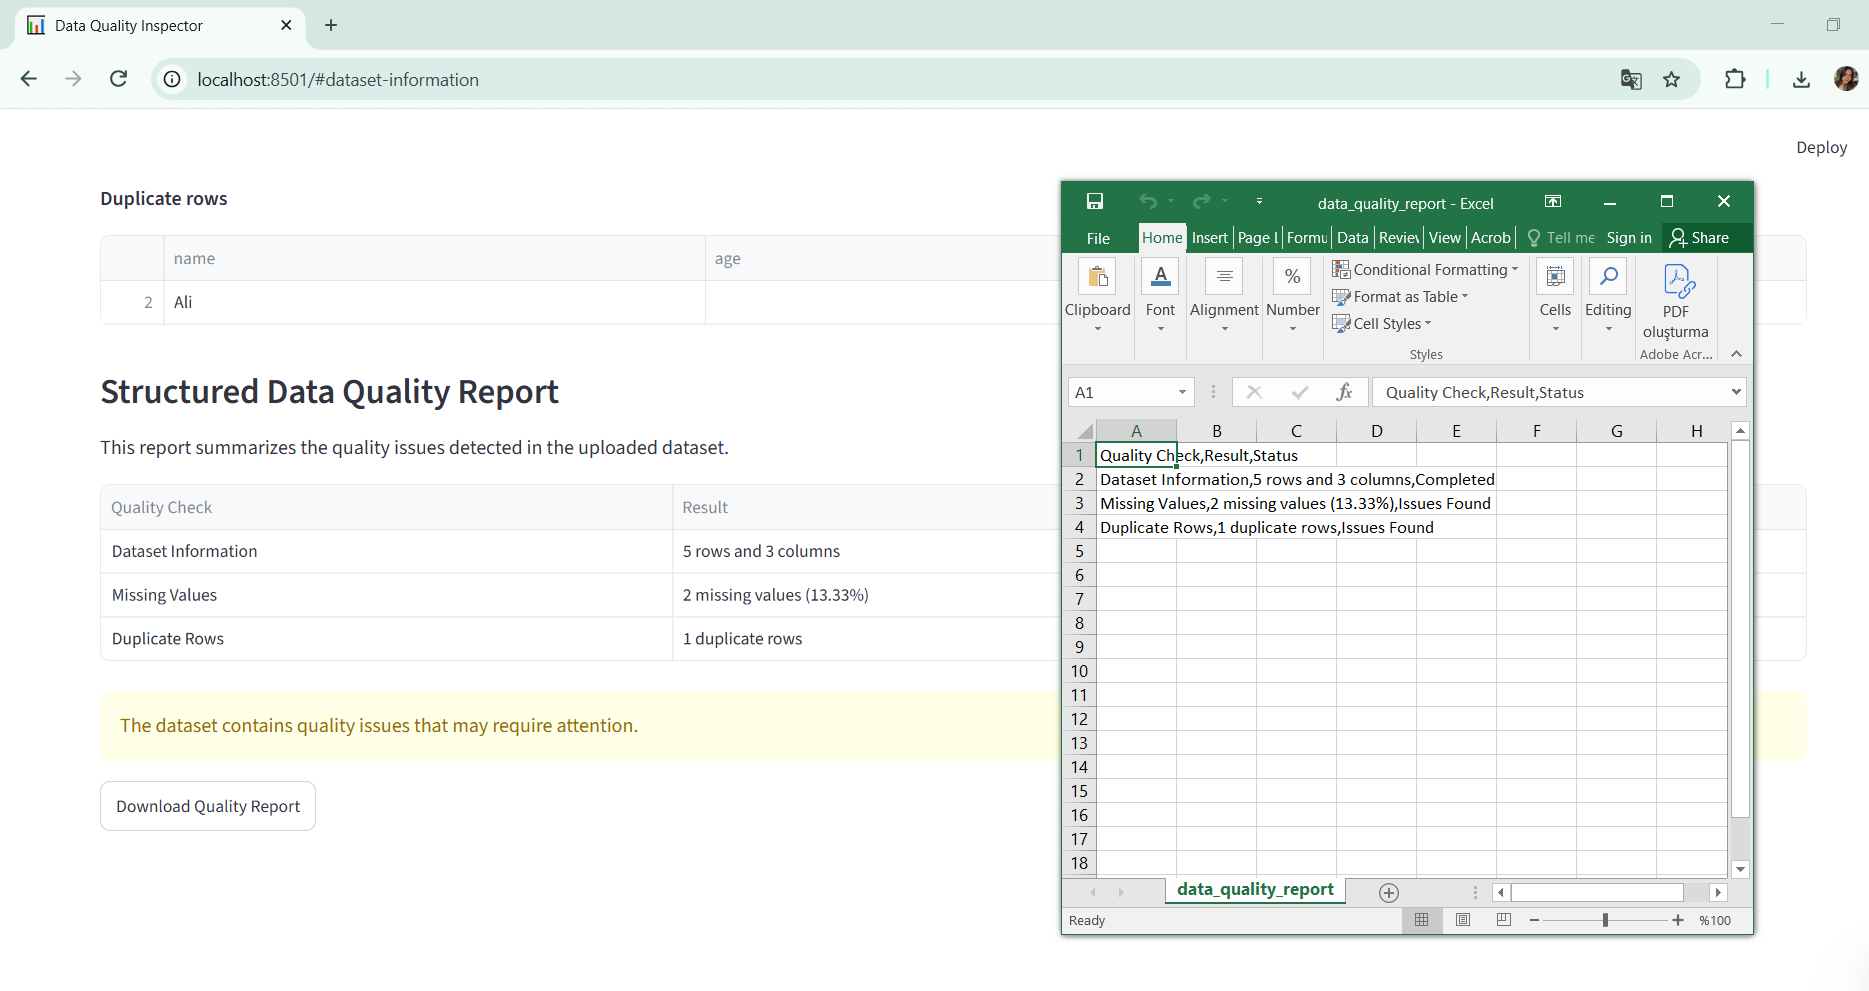 Data Quality Inspector
localhost:8501/#dataset-information
Deploy
Duplicate rows
name age
2 Ali
Structured Data Quality Report
This report summarizes the quality issues detected in the uploaded dataset.
Quality Check Result
Dataset Information 5 rows and 3 columns
Missing Values 2 missing values (13.33%)
Duplicate Rows 1 duplicate rows
The dataset contains quality issues that may require attention.
Download Quality Report
data_quality_report - Excel
File Home Insert Page l Formu Data Review View Acrob Tell me Sign in Share
Clipboard Font Alignment Number
Conditional Formatting
Format as Table
Cell Styles
Styles
Cells Editing
PDF
oluşturma
Adobe Acr...
A1 fx Quality Check,Result,Status
A B C D E F G H
1 Quality Check,Result,Status
2 Dataset Information,5 rows and 3 columns,Completed
3 Missing Values,2 missing values (13.33%),Issues Found
4 Duplicate Rows,1 duplicate rows,Issues Found
5
6
7
8
9
10
11
12
13
14
15
16
17
18
data_quality_report
Ready %100